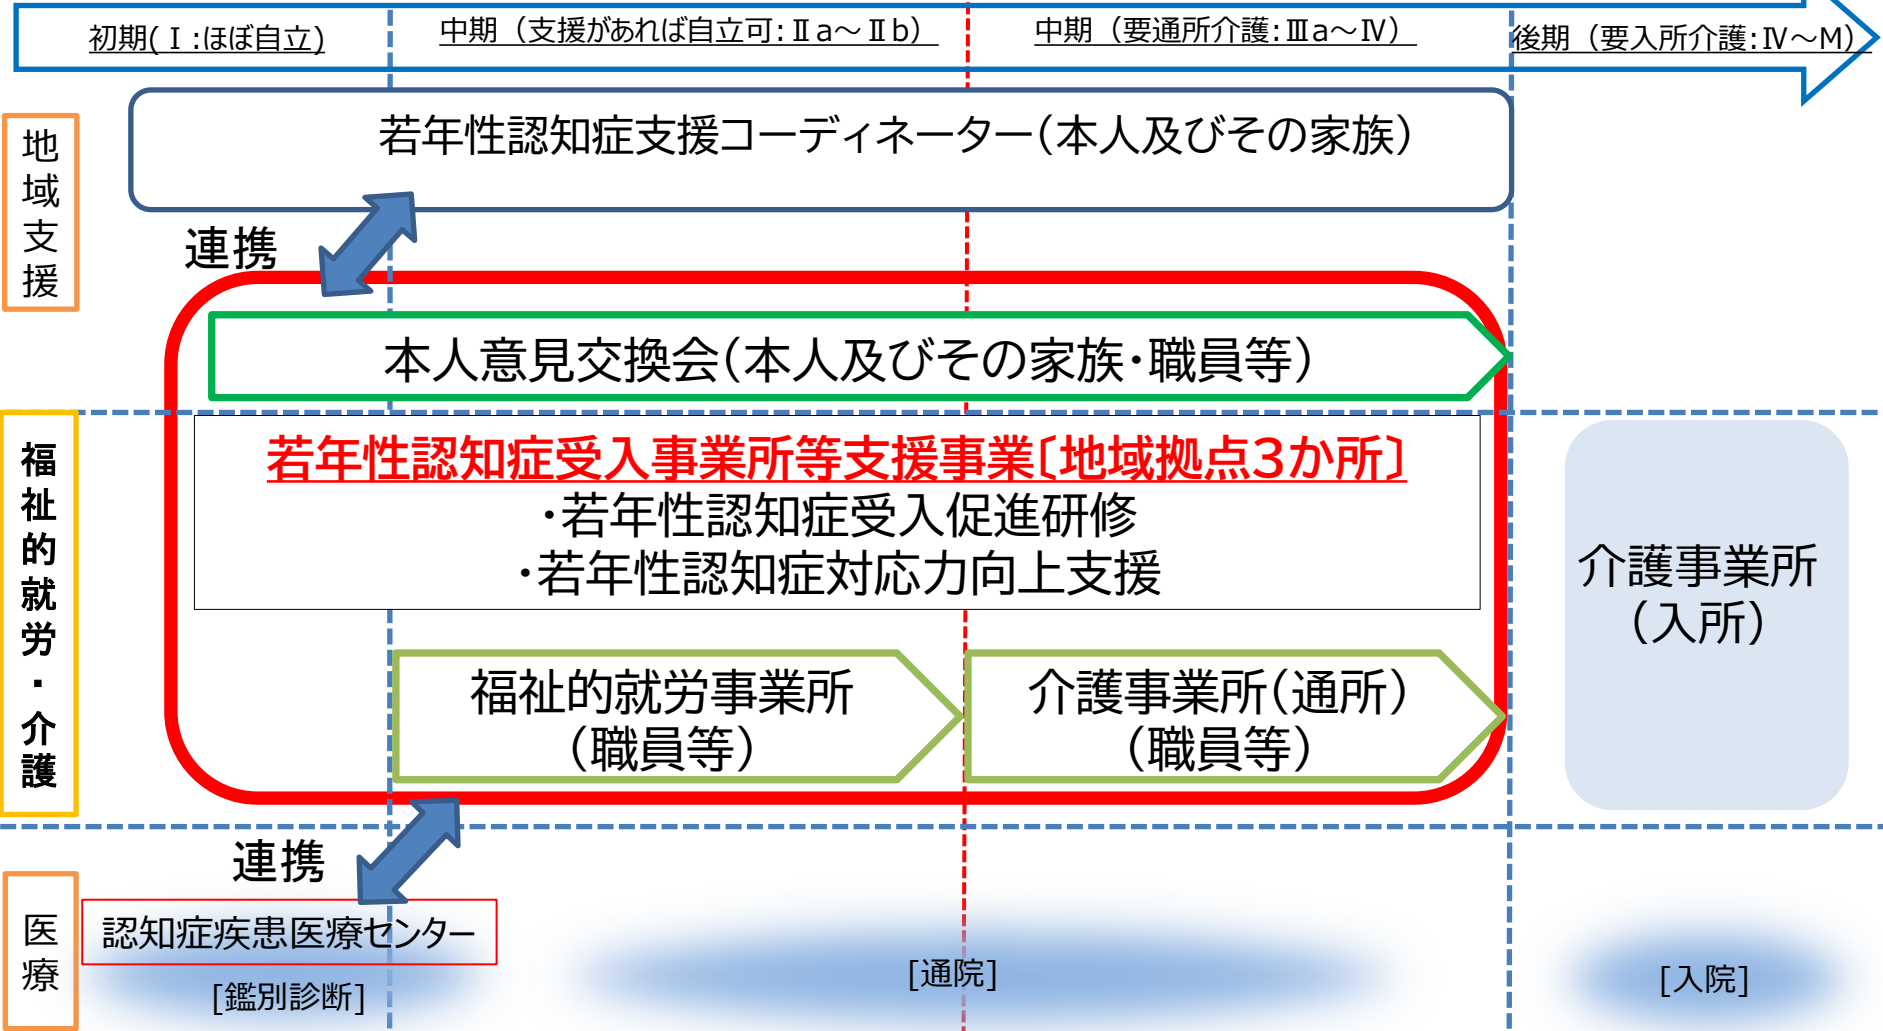 初期(Ⅰ:ほぼ自立)
中期（支援があれば自立可:Ⅱa～Ⅱb）
中期（要通所介護:Ⅲa～Ⅳ）
後期（要入所介護:Ⅳ～M）
地域支援
若年性認知症支援コーディネーター(本人及びその家族)
連携
本人意見交換会(本人及びその家族・職員等)
福祉的就労・介護
若年性認知症受入事業所等支援事業〔地域拠点3か所〕
・若年性認知症受入促進研修
・若年性認知症対応力向上支援
介護事業所
(入所)
福祉的就労事業所
(職員等)
介護事業所(通所)
(職員等)
連携
医療
認知症疾患医療センター
[鑑別診断]
[通院]
[入院]